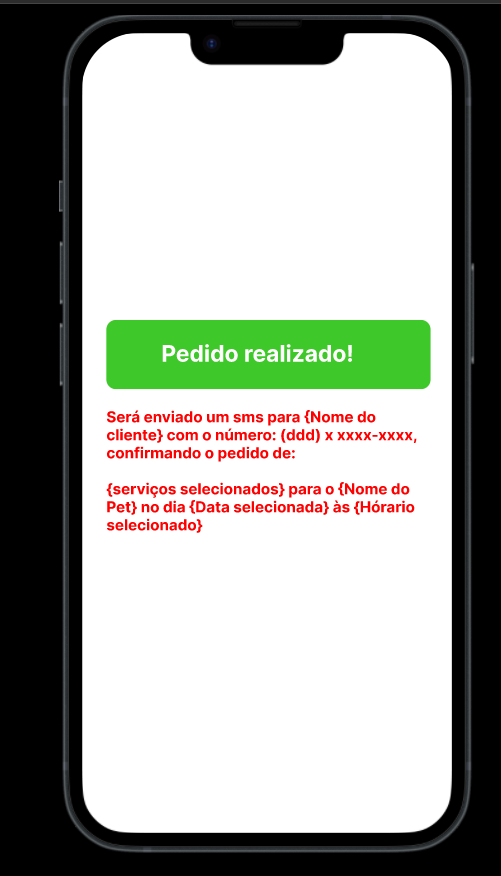 Pedido realizado!
Será enviado um sms para {Nome do
cliente} com o número: (ddd) x xxxx-xxxx,
confirmando o pedido de:
{serviços selecionados} para o {Nome do
Pet} no dia {Data selecionada} às {Hórario
selecionado}